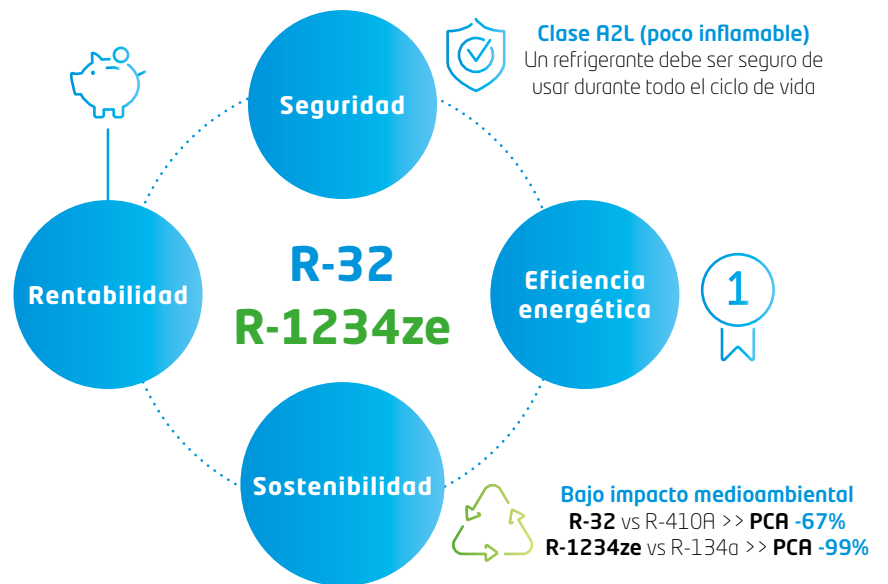 Clase A2L (poco inflamable)
Un refrigerante debe ser seguro de
usar durante todo el ciclo de vida
Seguridad
R-32
R-1234ze
Rentabilidad
Eficiencia
energética
1
Sostenibilidad
Bajo impacto medioambiental
R-32 vs R-410A >> PCA -67%
R-1234ze vs R-134a >> PCA -99%